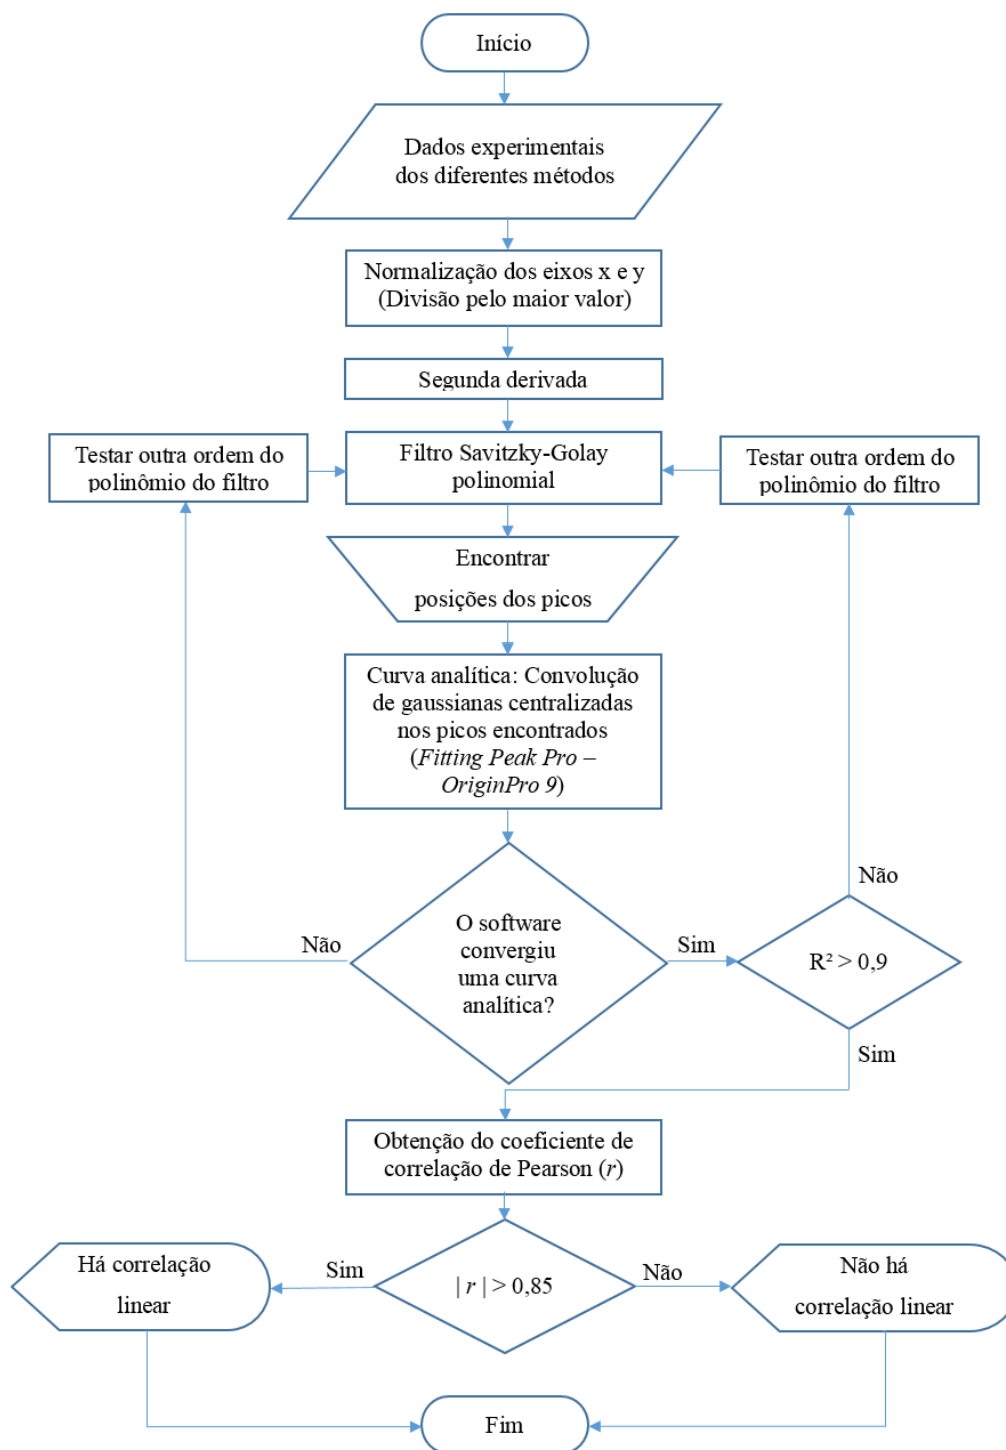 Início
Dados experimentais
dos diferentes métodos
Normalização dos eixos x e y
(Divisão pelo maior valor)
Segunda derivada
Testar outra ordem do
polinômio do filtro
Filtro Savitzky-Golay
polinomial
Testar outra ordem do
polinômio do filtro
Encontrar
posições dos picos
Curva analítica: Convolução
de gaussianas centralizadas
nos picos encontrados
(Fitting Peak Pro –
OriginPro 9)
Não
O software
convergiu
uma curva
analítica?
Sim
R² > 0,9
Não
Sim
Obtenção do coeficiente de
correlação de Pearson (r)
Há correlação
linear
Sim
| r | > 0,85
Não
Não há
correlação linear
Fim